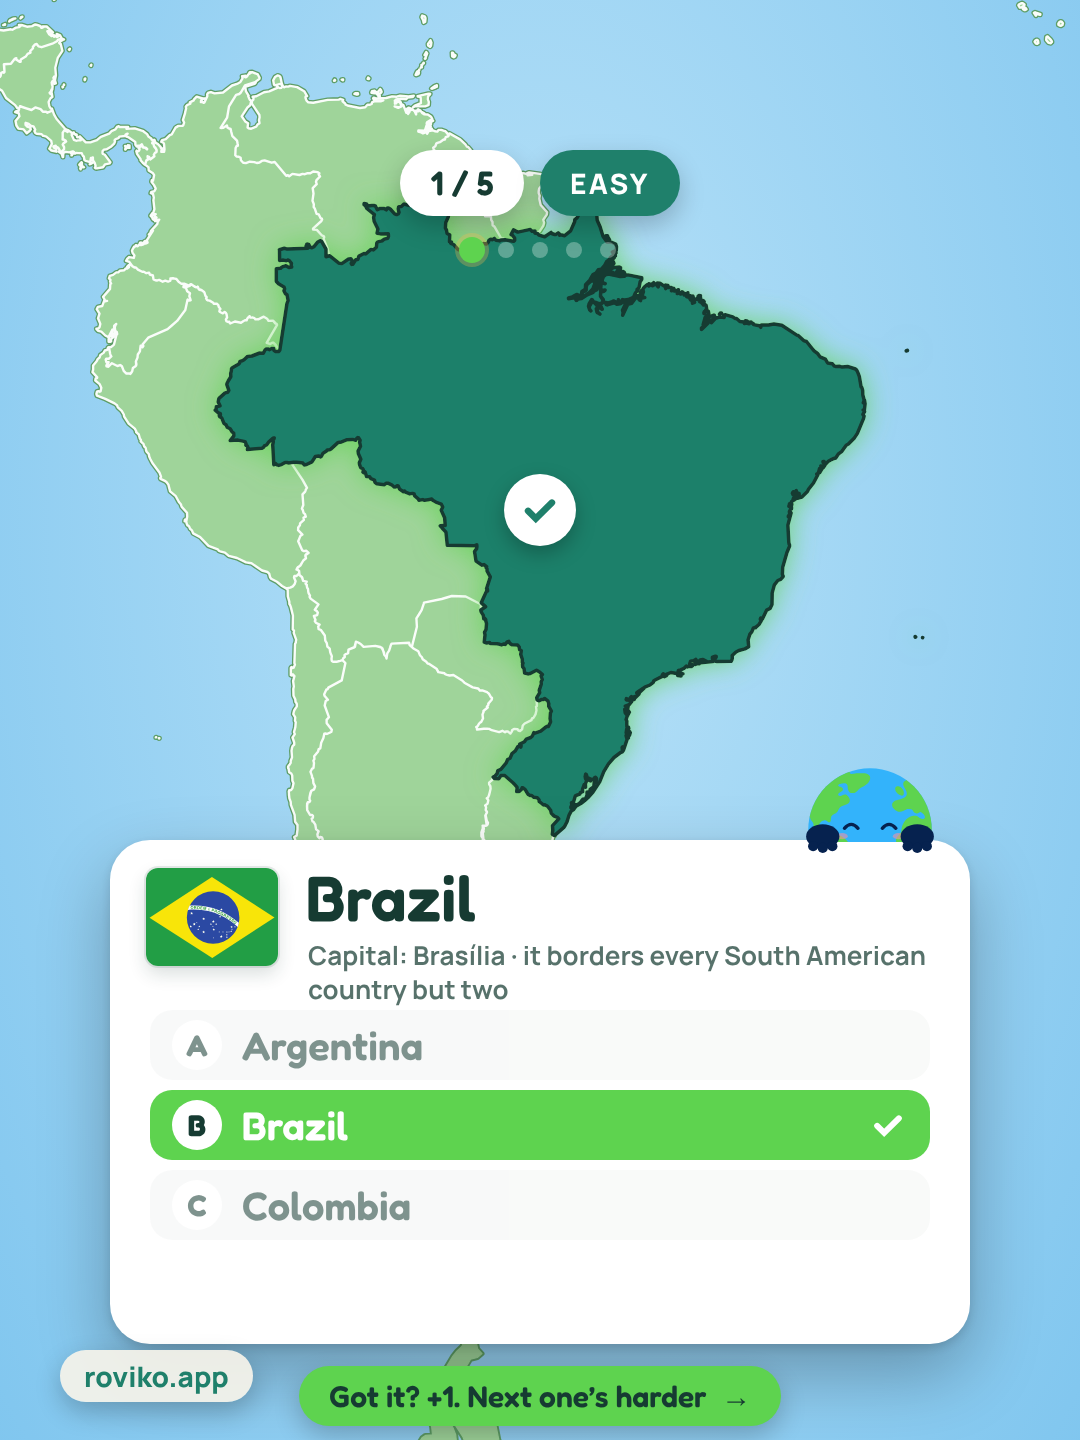 1 / 5
EASY
Brazil
Capital: Brasília · it borders every South American
country but two
A Argentina
B Brazil
C Colombia
roviko.app
Got it? +1. Next one’s harder →